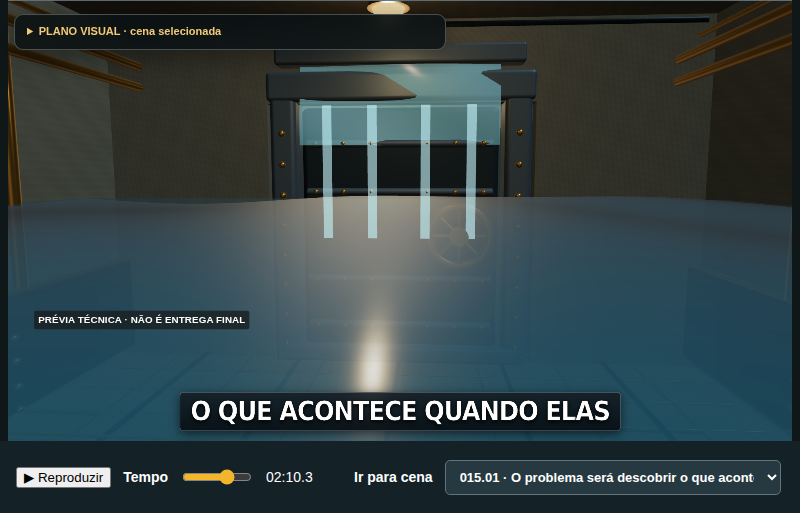 ▶ PLANO VISUAL · cena selecionada
PRÉVIA TÉCNICA · NÃO É ENTREGA FINAL
O QUE ACONTECE QUANDO ELAS
▶ Reproduzir Tempo 02:10.3 Ir para cena 015.01 · O problema será descobrir o que acont